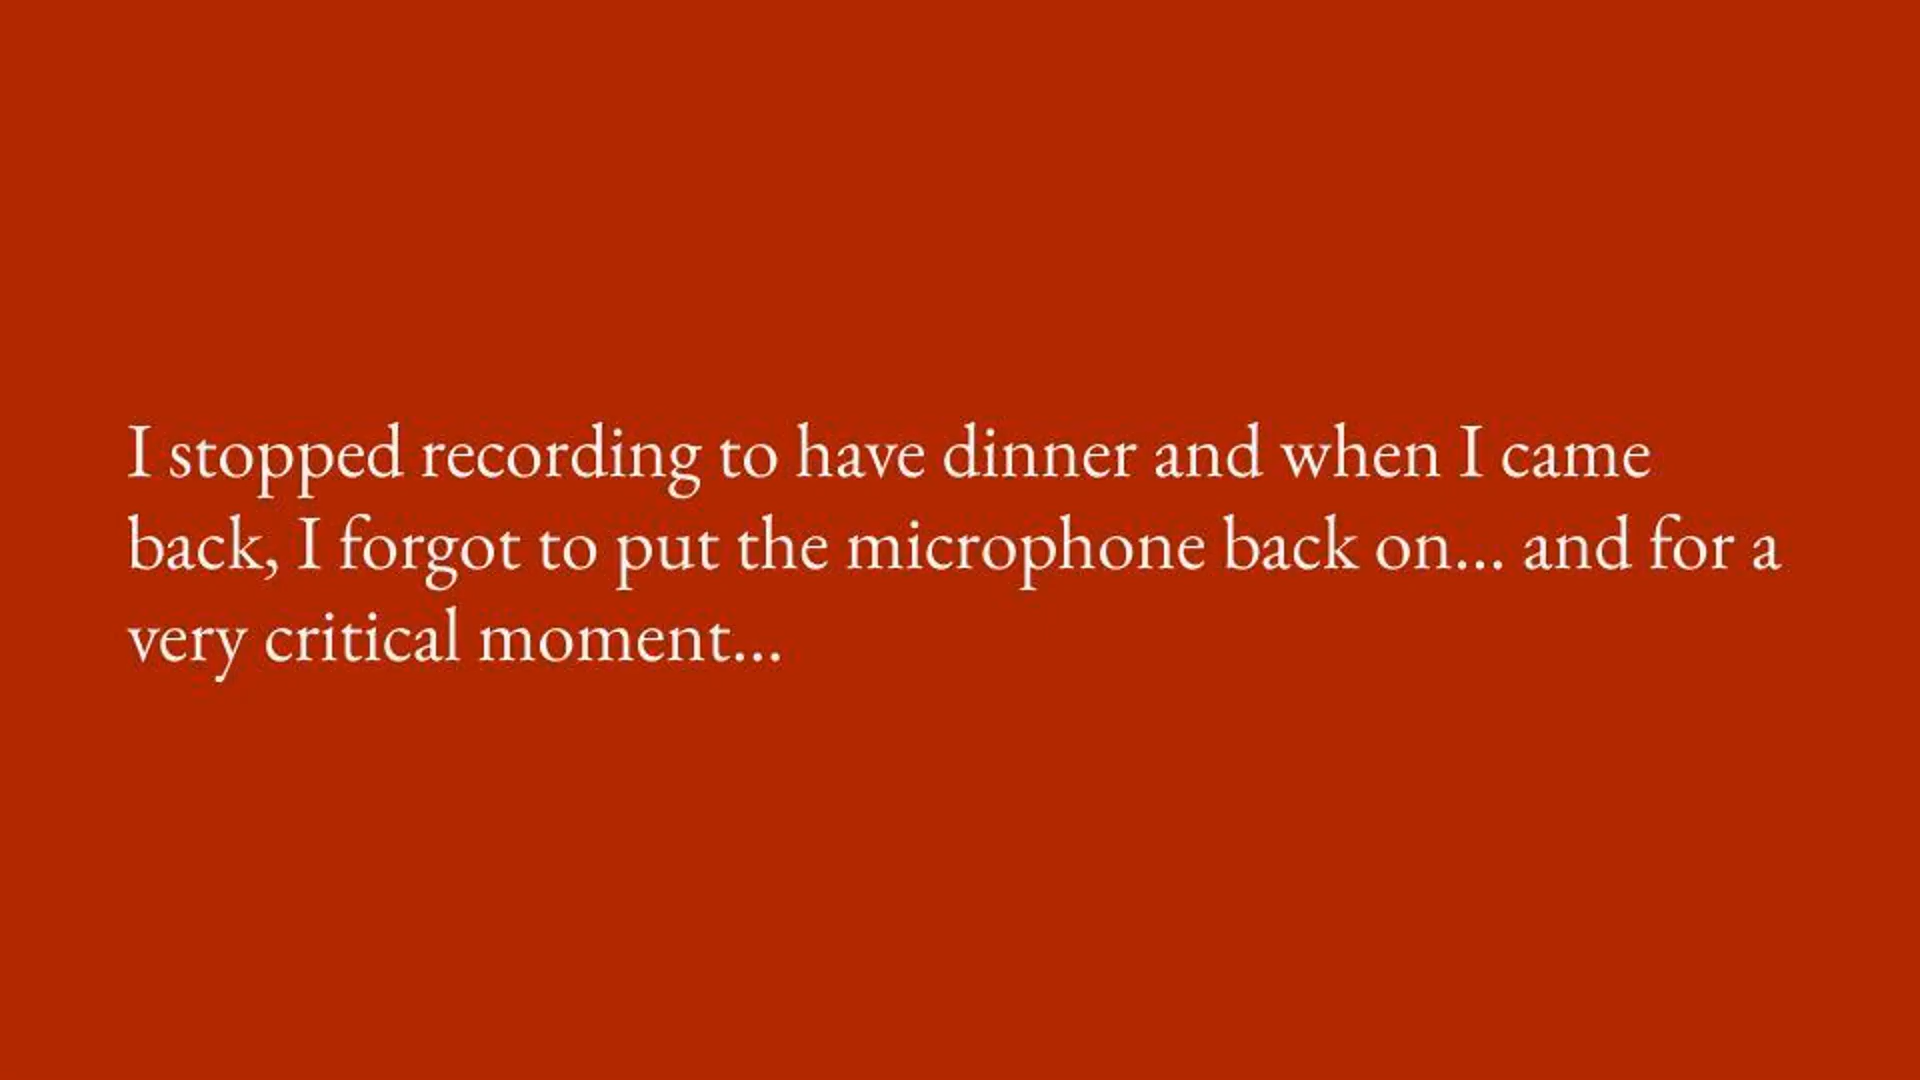 I stopped recording to have dinner and when I came
back, I forgot to put the microphone back on... and for a
very critical moment...